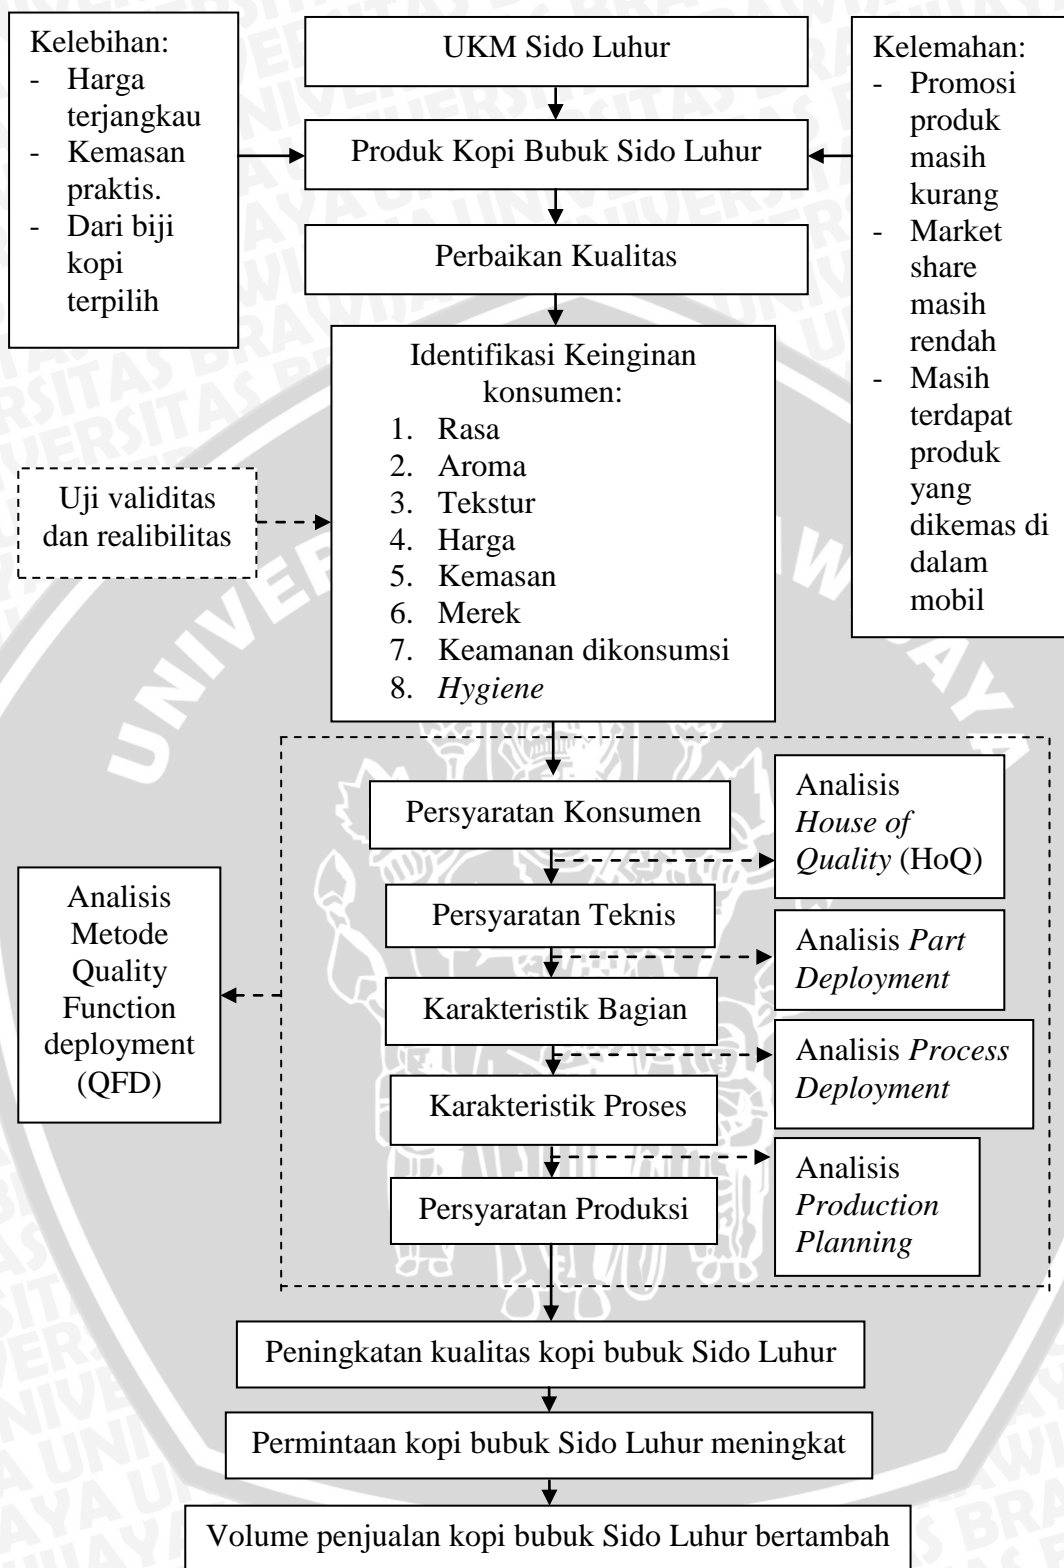 Kelebihan:
- Harga
terjangkau
- Kemasan
praktis.
- Dari biji
kopi
terpilih
UKM Sido Luhur
Produk Kopi Bubuk Sido Luhur
Perbaikan Kualitas
Kelemahan:
- Promosi
produk
masih
kurang
- Market
share
masih
rendah
- Masih
terdapat
produk
yang
dikemas di
dalam
mobil
Identifikasi Keinginan
konsumen:
1. Rasa
2. Aroma
3. Tekstur
4. Harga
5. Kemasan
6. Merek
7. Keamanan dikonsumsi
8. Hygiene
Uji validitas
dan realibilitas
Persyaratan Konsumen
Analisis
House of
Quality (HoQ)
Persyaratan Teknis
Analisis Part
Deployment
Karakteristik Bagian
Analisis Process
Deployment
Karakteristik Proses
Analisis
Production
Planning
Persyaratan Produksi
Analisis
Metode
Quality
Function
deployment
(QFD)
Peningkatan kualitas kopi bubuk Sido Luhur
Permintaan kopi bubuk Sido Luhur meningkat
Volume penjualan kopi bubuk Sido Luhur bertambah